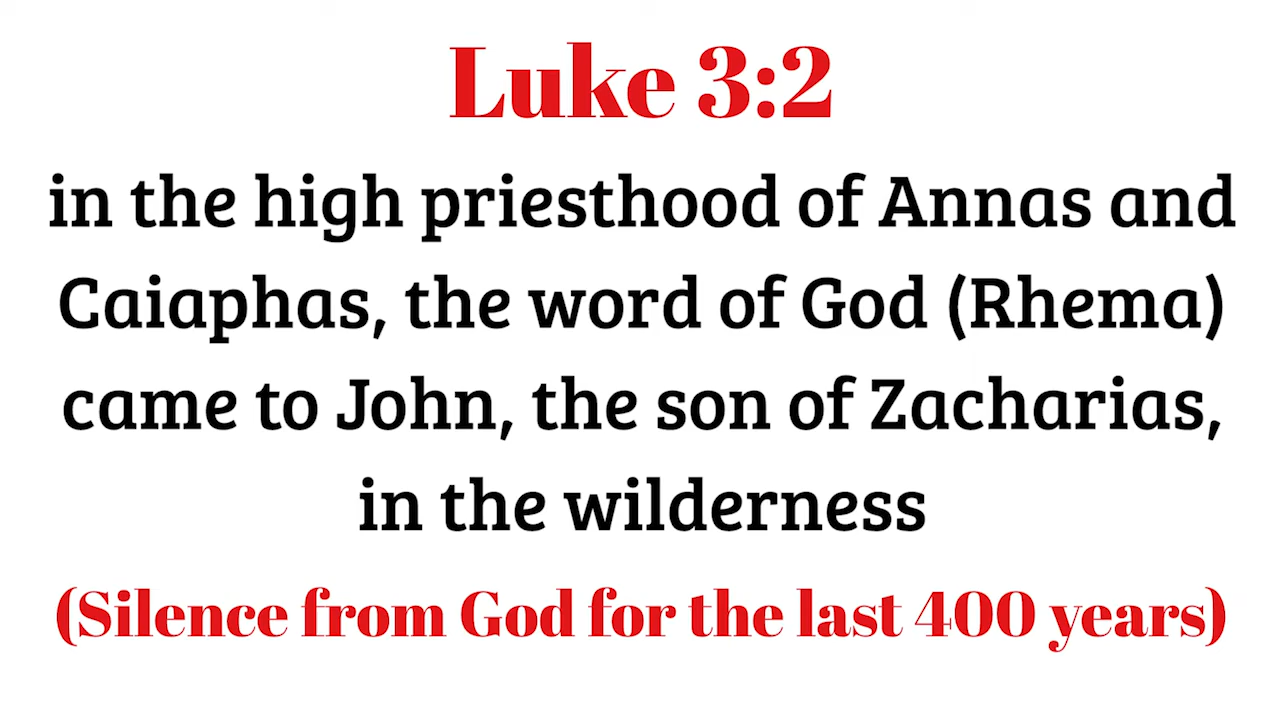 Luke 3:2
in the high priesthood of Annas and
Caiaphas, the word of God (Rhema)
came to John, the son of Zacharias,
in the wilderness
(Silence from God for the last 400 years)